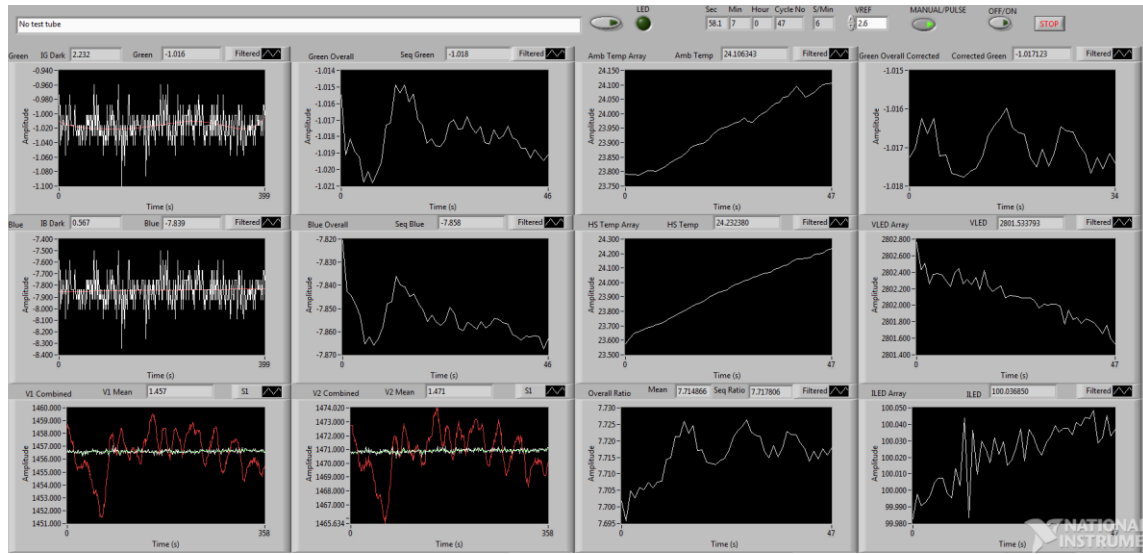 LED Sec Min Hour Cycle No S/Min VREF MANUAL/PULSE OFF/ON
No test tube 58.1 7 0 47 6 2.6 STOP
Green IG Dark 2.232 Green -1.016 Filtered
-0.940
-0.960
-0.980
-1.000
-1.020
-1.040
-1.060
-1.080
-1.100
Amplitude
0 399
Time (s)
Green Overall Seq Green -1.018 Filtered
-1.014
-1.015
-1.016
-1.017
-1.018
-1.019
-1.020
-1.021
Amplitude
0 46
Time (s)
Amb Temp Array Amb Temp 24.106343 Filtered
24.150
24.100
24.050
24.000
23.950
23.900
23.850
23.800
23.750
Amplitude
0 47
Time (s)
Green Overall Corrected Corrected Green -1.017123 Filtered
-1.015
-1.016
-1.017
-1.018
Amplitude
0 34
Time (s)
Blue IB Dark 0.567 Blue -7.839 Filtered
-7.400
-7.500
-7.600
-7.700
-7.800
-7.900
-8.000
-8.100
-8.200
-8.300
-8.400
Amplitude
0 399
Time (s)
Blue Overall Seq Blue -7.858 Filtered
-7.820
-7.830
-7.840
-7.850
-7.860
-7.870
Amplitude
0 46
Time (s)
HS Temp Array HS Temp 24.232380 Filtered
24.300
24.200
24.100
24.000
23.900
23.800
23.700
23.600
23.500
Amplitude
0 47
Time (s)
VLED Array VLED 2801.533793 Filtered
2802.800
2802.600
2802.400
2802.200
2802.000
2801.800
2801.600
2801.400
Amplitude
0 47
Time (s)
V1 Combined V1 Mean 1.457 S1
1460.000
1459.000
1458.000
1457.000
1456.000
1455.000
1454.000
1453.000
1452.000
1451.000
Amplitude
0 358
Time (s)
V2 Combined V2 Mean 1.471 S1
1474.020
1473.000
1472.000
1471.000
1470.000
1469.000
1468.000
1467.000
1465.634
Amplitude
0 358
Time (s)
Overall Ratio Mean 7.714866 Seq Ratio 7.717806 Filtered
7.730
7.725
7.720
7.715
7.710
7.705
7.700
7.695
Amplitude
0 47
Time (s)
ILED Array ILED 100.036850 Filtered
100.050
100.040
100.030
100.020
100.010
100.000
99.990
99.980
Amplitude
0 47
Time (s)
NATIONAL
INSTRUME